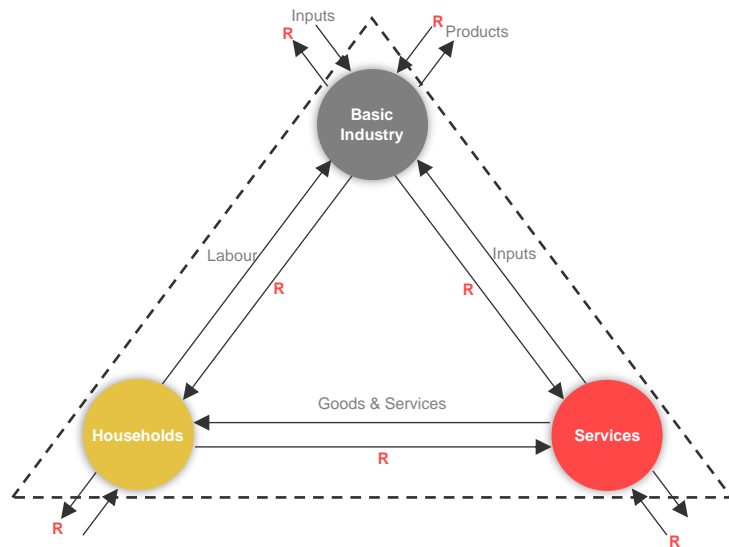 Inputs
R
R
Products
Basic
Industry
Labour
Inputs
R
R
Goods & Services
Households
Services
R
R
R